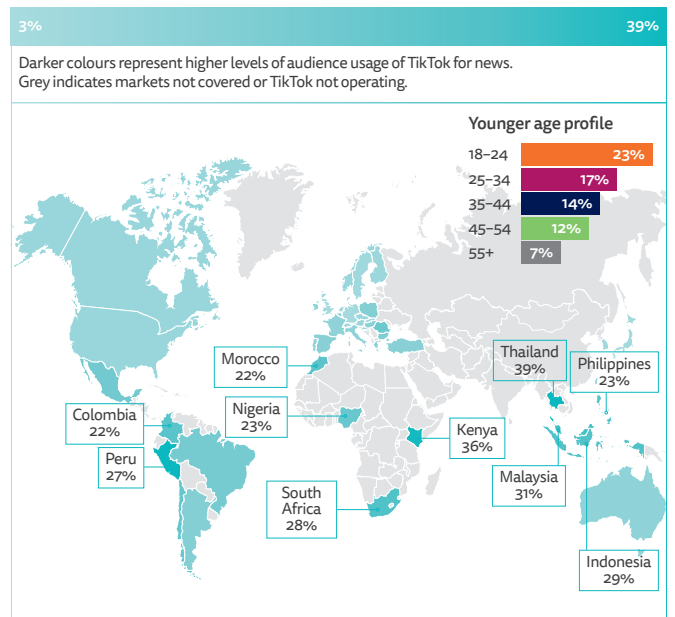 3% 39%
Darker colours represent higher levels of audience usage of TikTok for news.
Grey indicates markets not covered or TikTok not operating.
Younger age profile
18–24 23%
25–34 17%
35–44 14%
45–54 12%
55+ 7%
Thailand
39%
Philippines
23%
Morocco
22%
Colombia
22%
Nigeria
23%
Kenya
36%
Peru
27%
Malaysia
31%
South
Africa
28%
Indonesia
29%